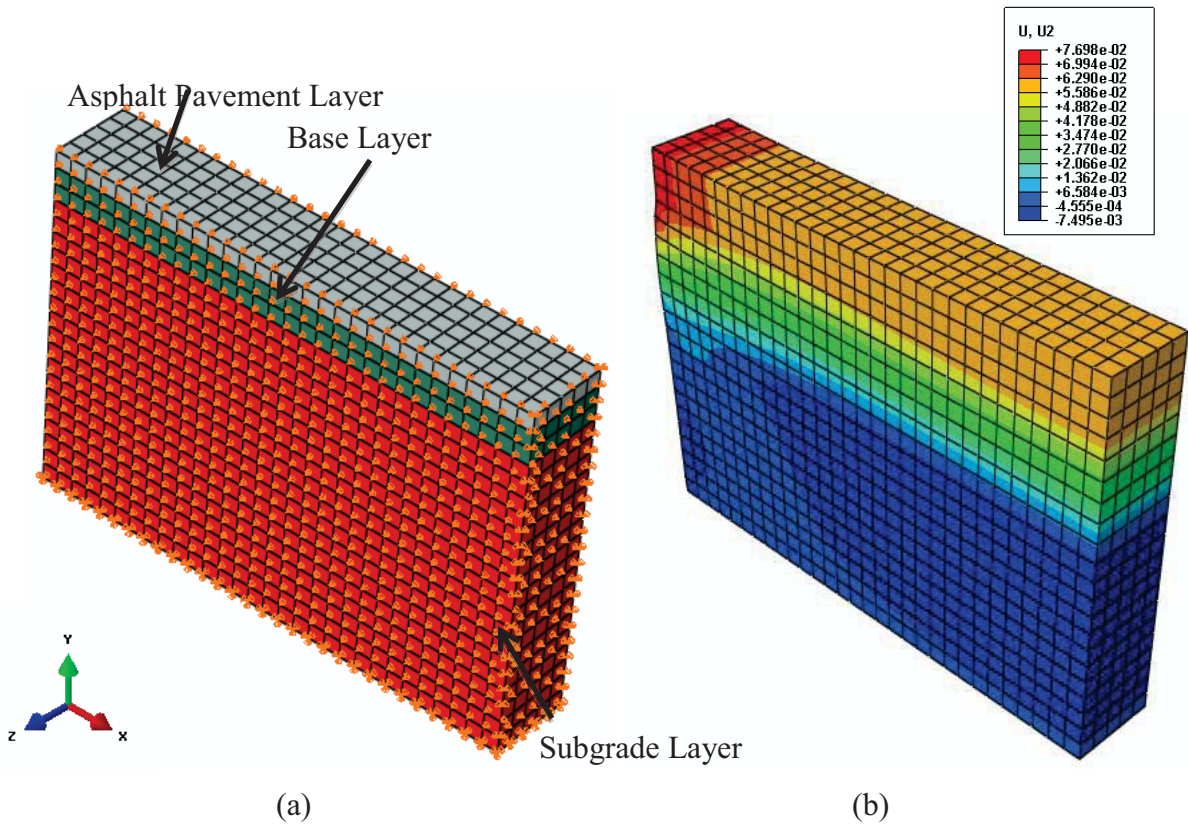 U, U2
+7.698e-02
+6.994e-02
+6.290e-02
+5.586e-02
+4.882e-02
+4.178e-02
+3.474e-02
+2.770e-02
+2.066e-02
+1.362e-02
+6.584e-03
-4.555e-04
-7.495e-03
Asphalt Pavement Layer
Base Layer
Y
Z
X
Subgrade Layer
(a)
(b)